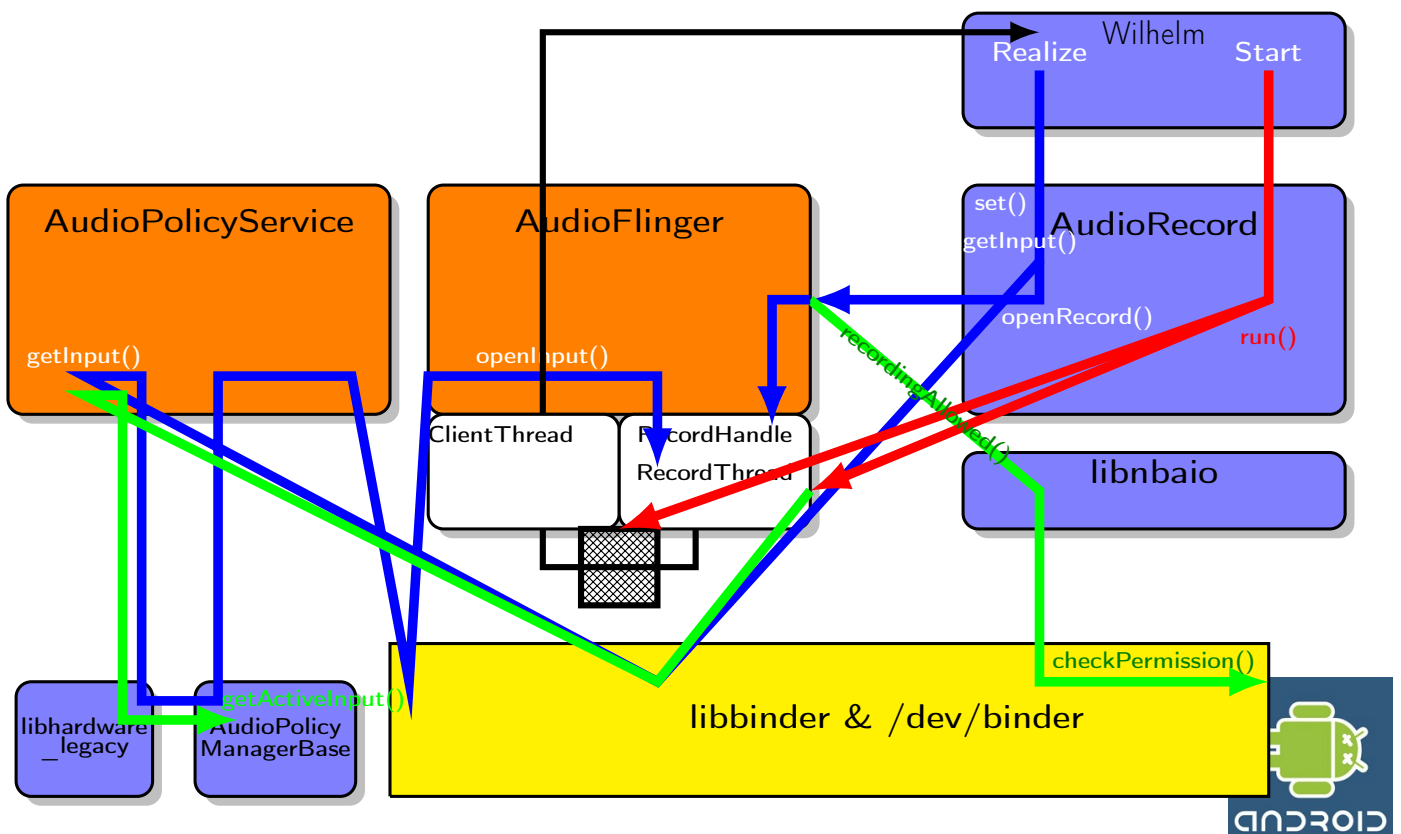 Wilhelm
Realize
Start
AudioPolicyService
AudioFlinger
set()
AudioRecord
getInput()
openRecord()
run()
recordingAllowed()
getInput()
openInput()
ClientThread
RecordHandle
RecordThread
libnbaio
checkPermission()
getActiveInput()
libhardware
_legacy
AudioPolicy
ManagerBase
libbinder & /dev/binder
ANDROID